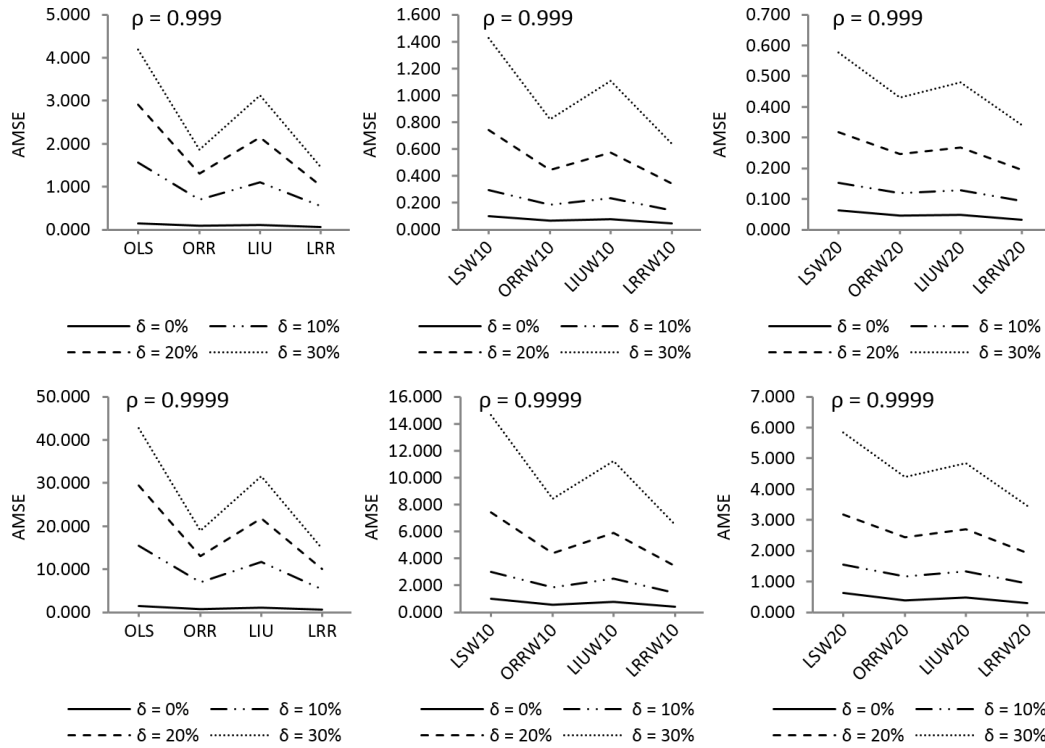 ρ = 0.999
AMSE
5.000
4.000
3.000
2.000
1.000
0.000
OLS ORR LIU LRR
δ = 0% δ = 10%
δ = 20% δ = 30%
ρ = 0.999
AMSE
1.600
1.400
1.200
1.000
0.800
0.600
0.400
0.200
0.000
LSW10 ORRW10 LIUW10 LRRW10
δ = 0% δ = 10%
δ = 20% δ = 30%
ρ = 0.999
AMSE
0.700
0.600
0.500
0.400
0.300
0.200
0.100
0.000
LSW20 ORRW20 LIUW20 LRRW20
δ = 0% δ = 10%
δ = 20% δ = 30%
ρ = 0.9999
AMSE
50.000
40.000
30.000
20.000
10.000
0.000
OLS ORR LIU LRR
δ = 0% δ = 10%
δ = 20% δ = 30%
ρ = 0.9999
AMSE
16.000
14.000
12.000
10.000
8.000
6.000
4.000
2.000
0.000
LSW10 ORRW10 LIUW10 LRRW10
δ = 0% δ = 10%
δ = 20% δ = 30%
ρ = 0.9999
AMSE
7.000
6.000
5.000
4.000
3.000
2.000
1.000
0.000
LSW20 ORRW20 LIUW20 LRRW20
δ = 0% δ = 10%
δ = 20% δ = 30%